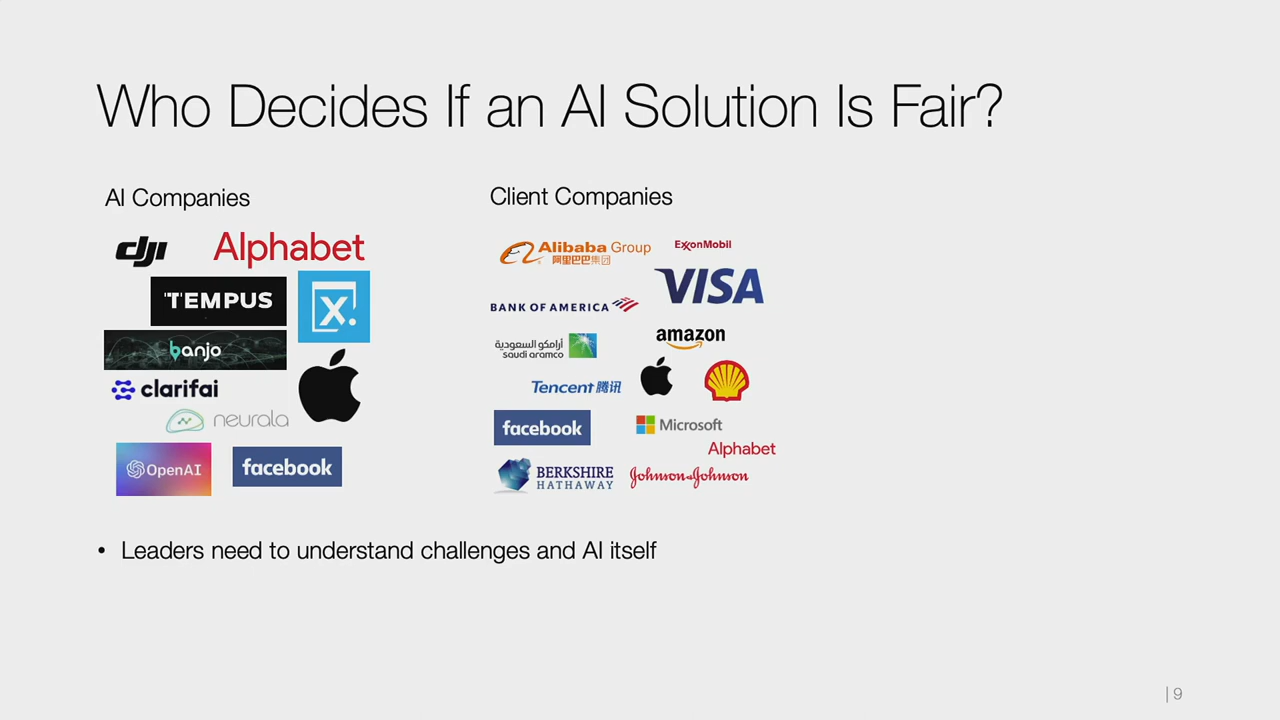 Who Decides If an AI Solution Is Fair?
AI Companies
dji
Alphabet
TEMPUS
X.
banjo
clarifai
neurala
OpenAI
facebook
Client Companies
Alibaba Group
阿里巴巴集团
ExxonMobil
VISA
BANK OF AMERICA
أرامكو السعودية
saudi aramco
amazon
Tencent 腾讯
facebook
Microsoft
Alphabet
BERKSHIRE
HATHAWAY
Johnson & Johnson
• Leaders need to understand challenges and AI itself
| 9